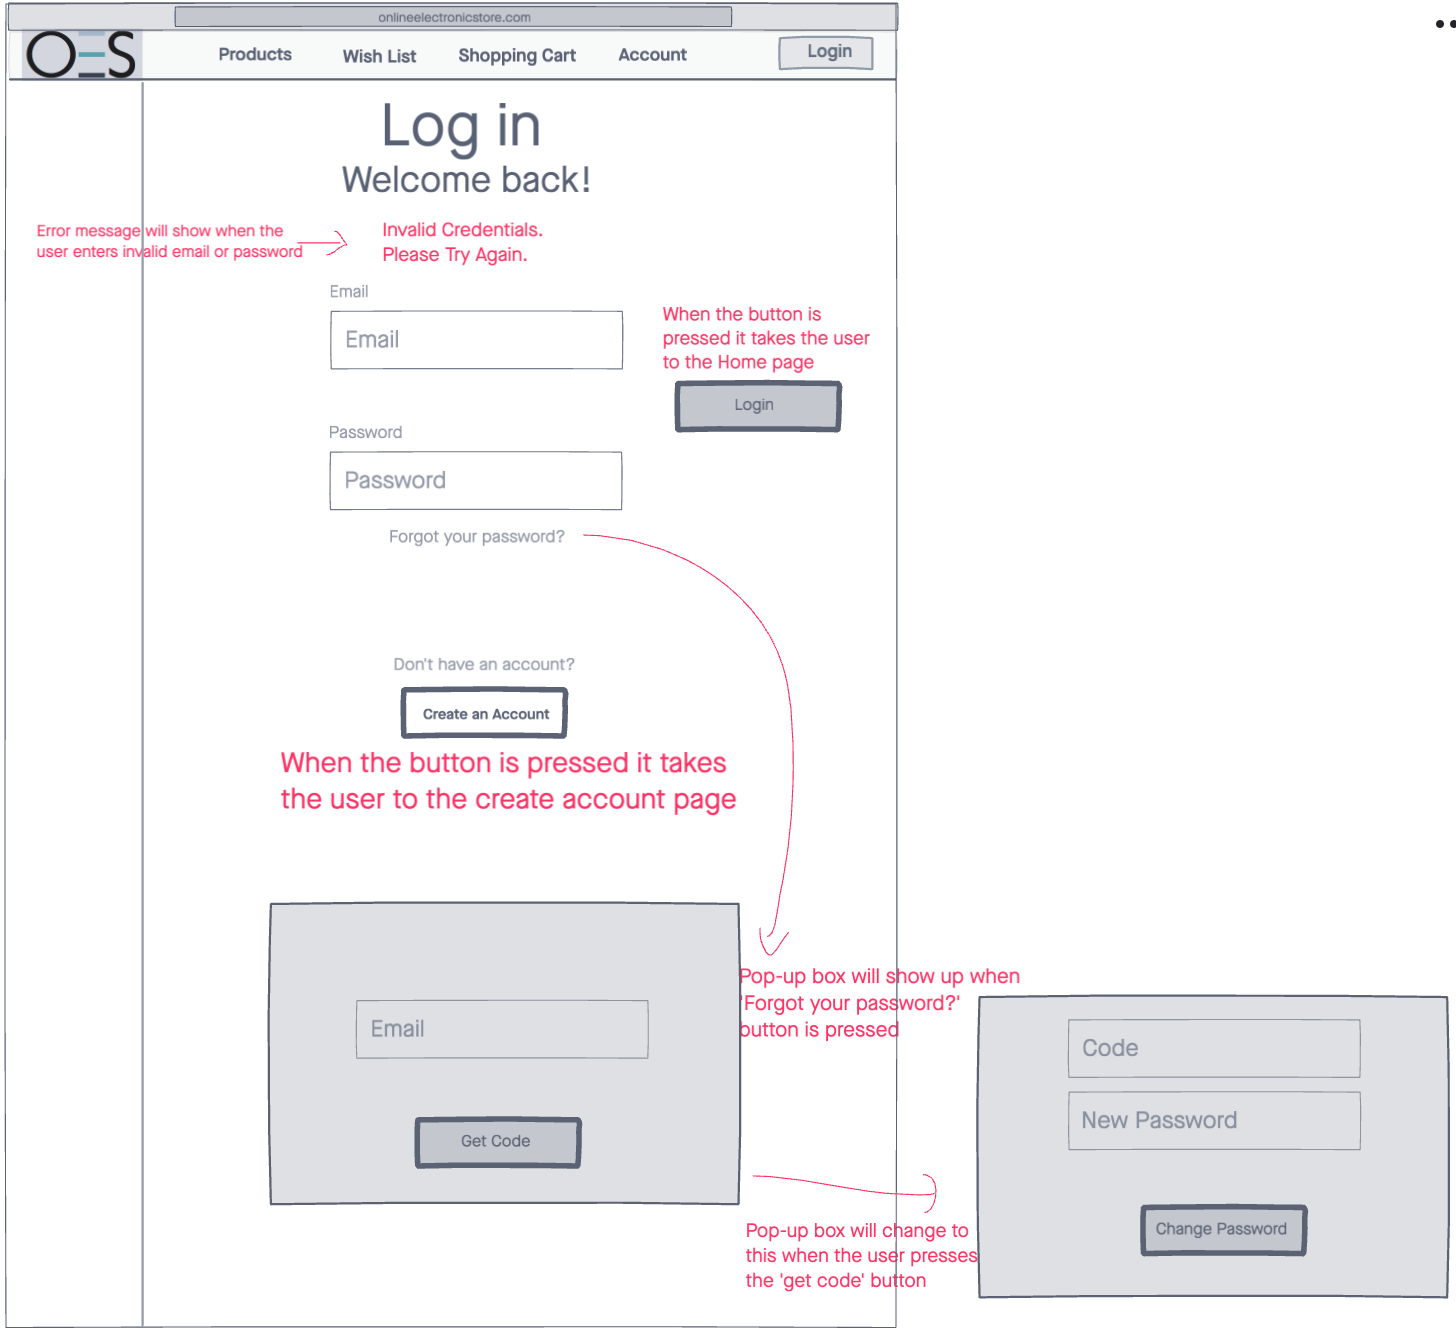 onlineelectronicstore.com
OES
Products
Wish List
Shopping Cart
Account
Login
Log in
Welcome back!
Error message will show when the
user enters invalid email or password
Invalid Credentials.
Please Try Again.
Email
Email
When the button is
pressed it takes the user
to the Home page
Login
Password
Password
Forgot your password?
Don't have an account?
Create an Account
When the button is pressed it takes
the user to the create account page
Pop-up box will show up when
'Forgot your password?'
button is pressed
Email
Get Code
Pop-up box will change to
this when the user presses
the 'get code' button
Code
New Password
Change Password